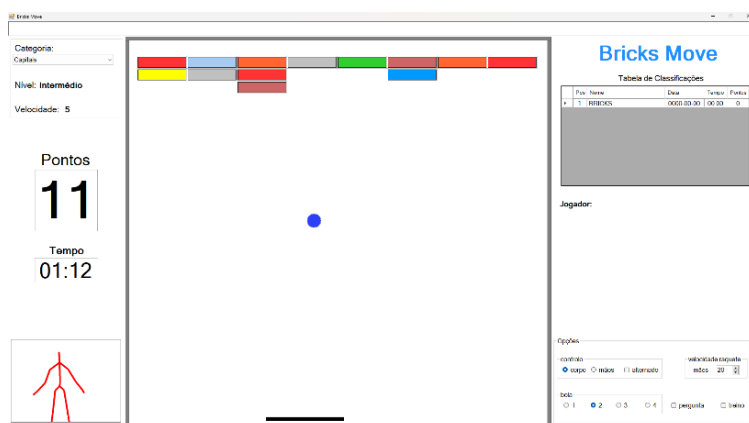 Bricks Move
Categoria:
Capitais
Nível: Intermédio
Velocidade: 5
Pontos
11
Tempo
01:12
Bricks Move
Tabela de Classificações
Pos Nome Data Tempo Pontos
1 BRICKS 0000-00-00 00:00 0
Jogador:
Opções
controlo
corpo mãos alternado
velocidade raquete
mãos 20
bola
1 2 3 4 pergunta treino